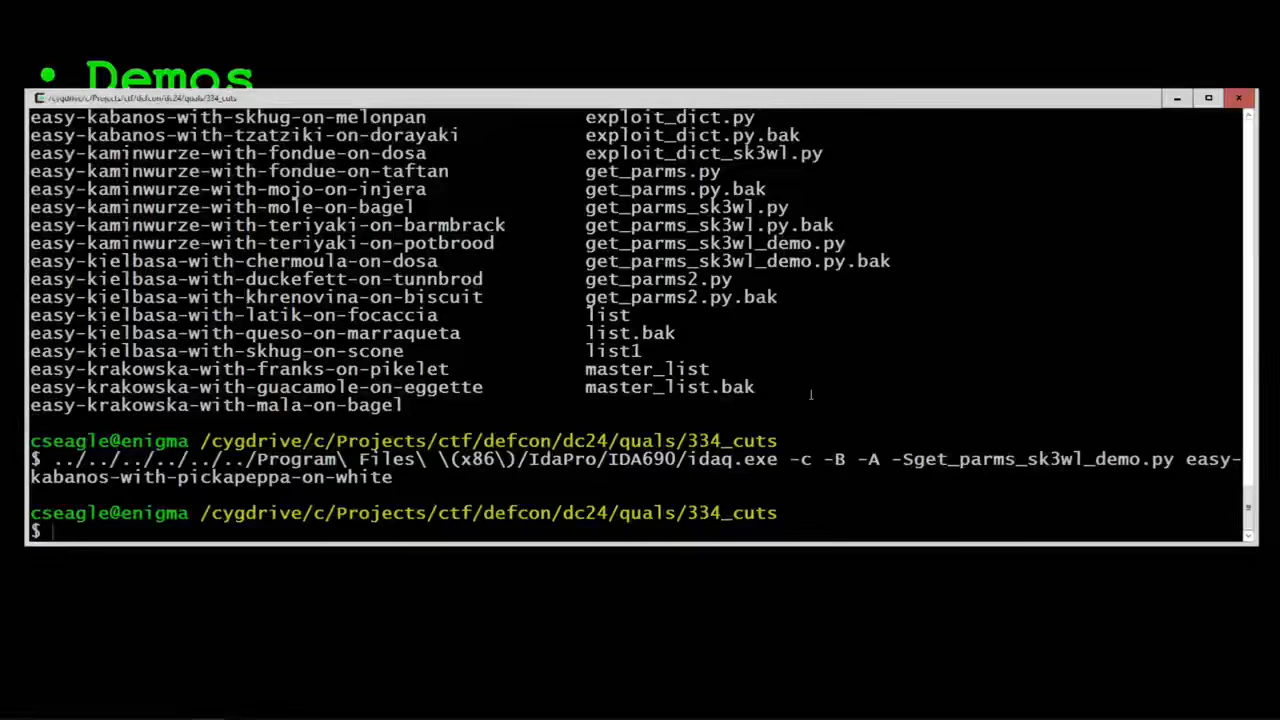 • Demos
/cygdrive/c/Projects/ctf/defcon/dc24/quals/334_cuts
easy-kabanos-with-skhug-on-melonpan exploit_dict.py
easy-kabanos-with-tzatziki-on-dorayaki exploit_dict.py.bak
easy-kaminwurze-with-fondue-on-dosa exploit_dict_sk3wl.py
easy-kaminwurze-with-fondue-on-taftan get_parms.py
easy-kaminwurze-with-mojo-on-injera get_parms.py.bak
easy-kaminwurze-with-mole-on-bagel get_parms_sk3wl.py
easy-kaminwurze-with-teriyaki-on-barmbrack get_parms_sk3wl.py.bak
easy-kaminwurze-with-teriyaki-on-potbrood get_parms_sk3wl_demo.py
easy-kielbasa-with-chermoula-on-dosa get_parms_sk3wl_demo.py.bak
easy-kielbasa-with-duckefett-on-tunnbrod get_parms2.py
easy-kielbasa-with-khrenovina-on-biscuit get_parms2.py.bak
easy-kielbasa-with-latik-on-focaccia list
easy-kielbasa-with-queso-on-marraqueta list.bak
easy-kielbasa-with-skhug-on-scone list1
easy-krakowska-with-franks-on-pikelet master_list
easy-krakowska-with-guacamole-on-eggette master_list.bak
easy-krakowska-with-mala-on-bagel
cseagle@enigma /cygdrive/c/Projects/ctf/defcon/dc24/quals/334_cuts
$ ../../../../../../Program\ Files\ \(x86\)/IdaPro/IDA690/idaq.exe -c -B -A -Sget_parms_sk3wl_demo.py easy-
kabanos-with-pickapeppa-on-white
cseagle@enigma /cygdrive/c/Projects/ctf/defcon/dc24/quals/334_cuts
$